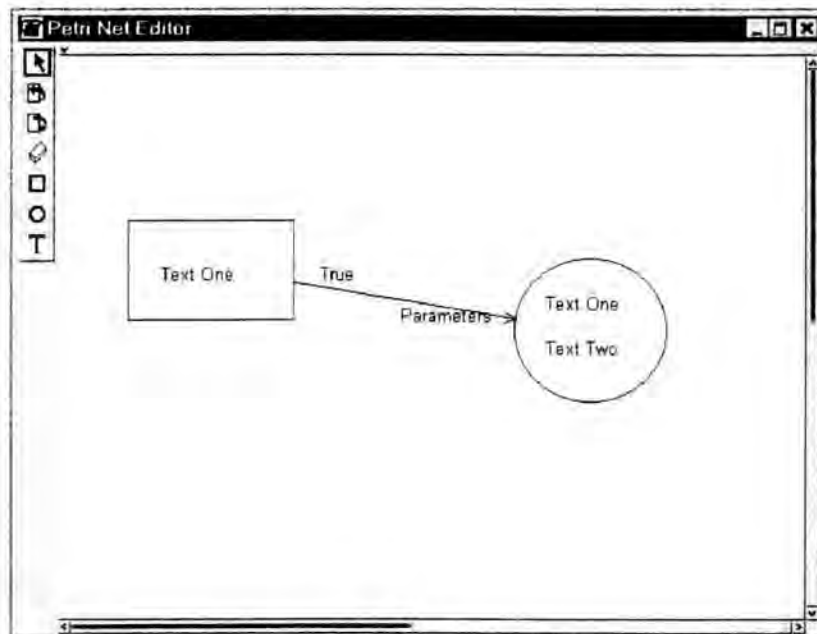 Petri Net Editor
T
Text One
True
Parameters
Text One
Text Two